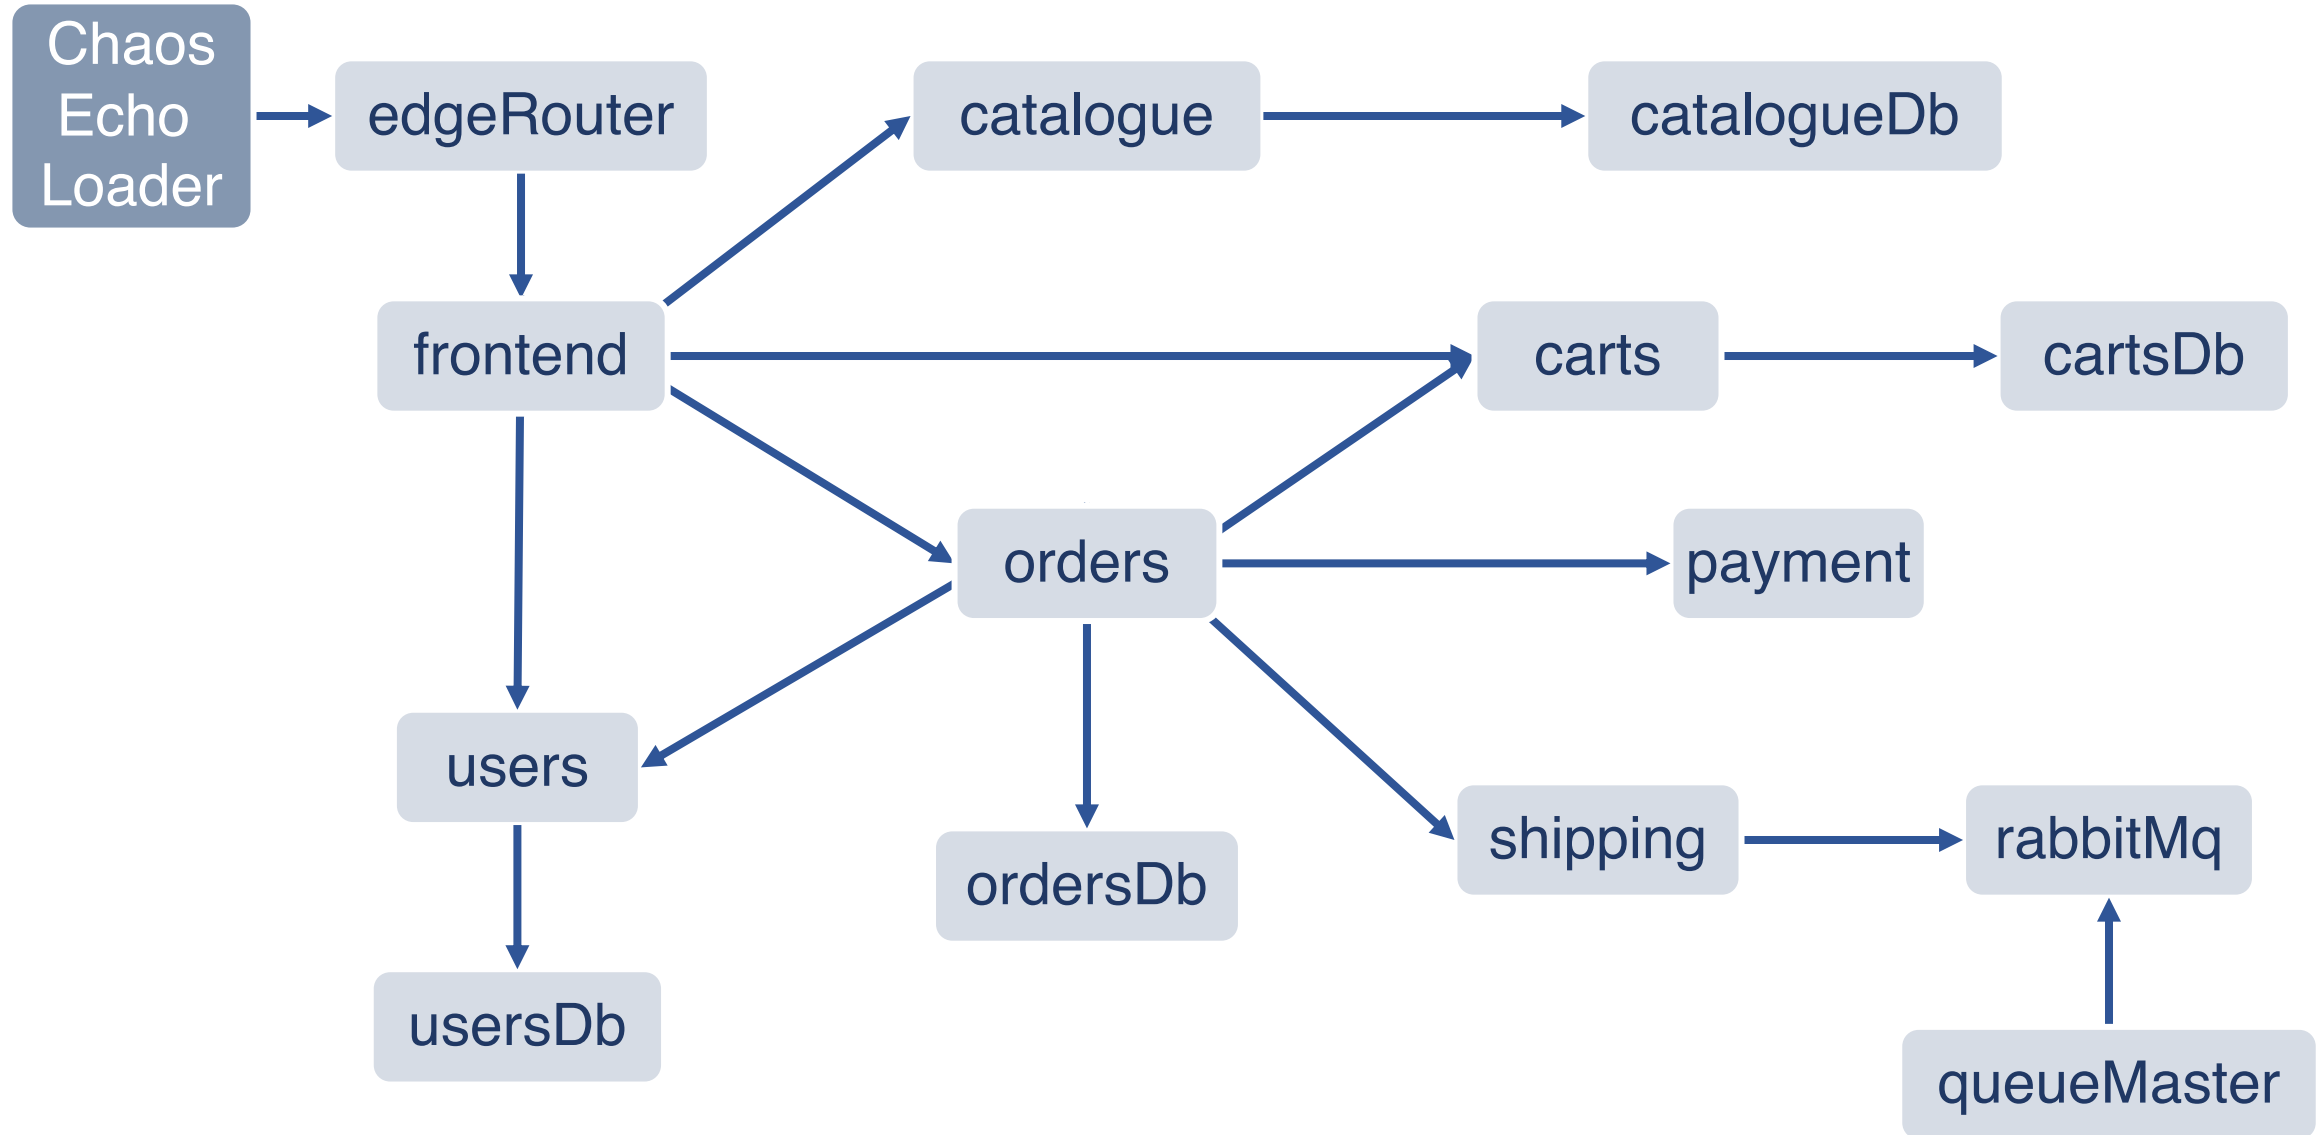 Chaos
Echo
Loader
edgeRouter
catalogue
catalogueDb
frontend
carts
cartsDb
orders
payment
users
shipping
rabbitMq
ordersDb
usersDb
queueMaster